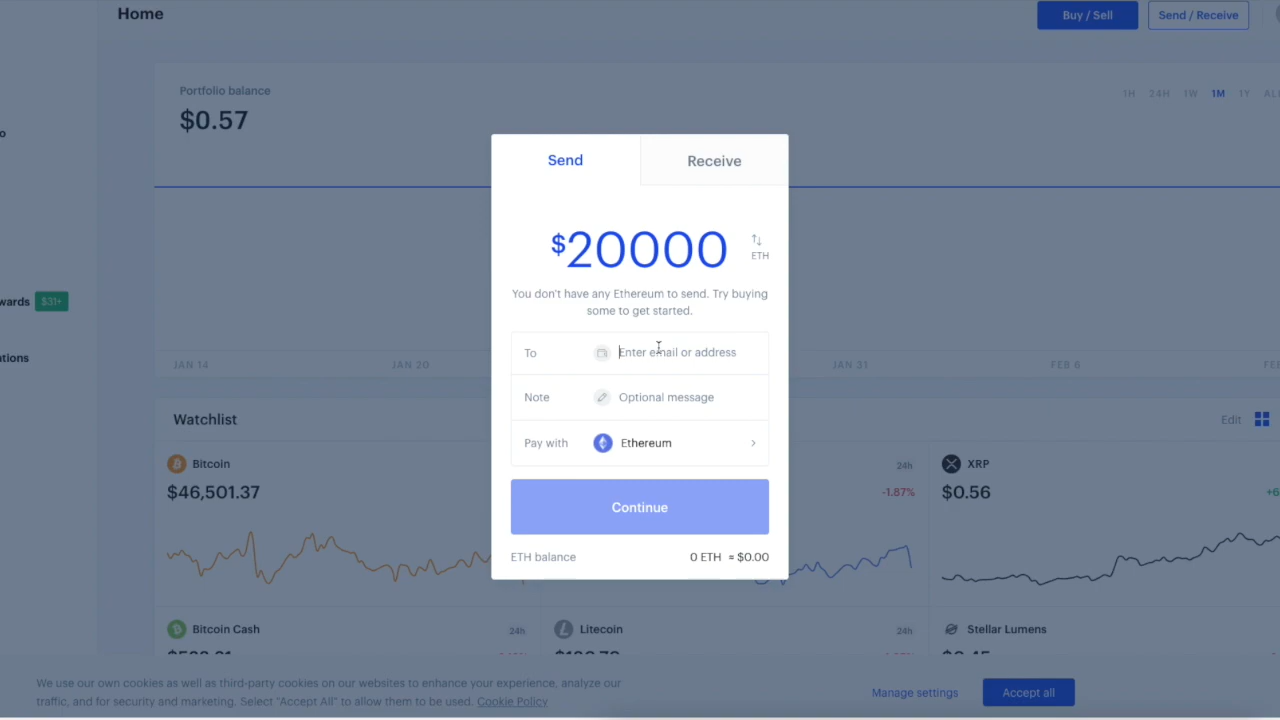 Home
Buy / Sell
Send / Receive
Portfolio balance
$0.57
1H 24H 1W 1M 1Y
Send
Receive
$20000
ETH
You don't have any Ethereum to send. Try buying
some to get started.
wards $31+
To Enter email or address
Note Optional message
Pay with Ethereum
Continue
ETH balance 0 ETH ≈ $0.00
JAN 14 JAN 20 JAN 31 FEB 6
Watchlist
Edit
Bitcoin
$46,501.37
24h
-1.87%
XRP
$0.56
Bitcoin Cash 24h
Litecoin 24h
Stellar Lumens
We use our own cookies as well as third-party cookies on our websites to enhance your experience, analyze our
traffic, and for security and marketing. Select "Accept All" to allow them to be used. Cookie Policy
Manage settings
Accept all